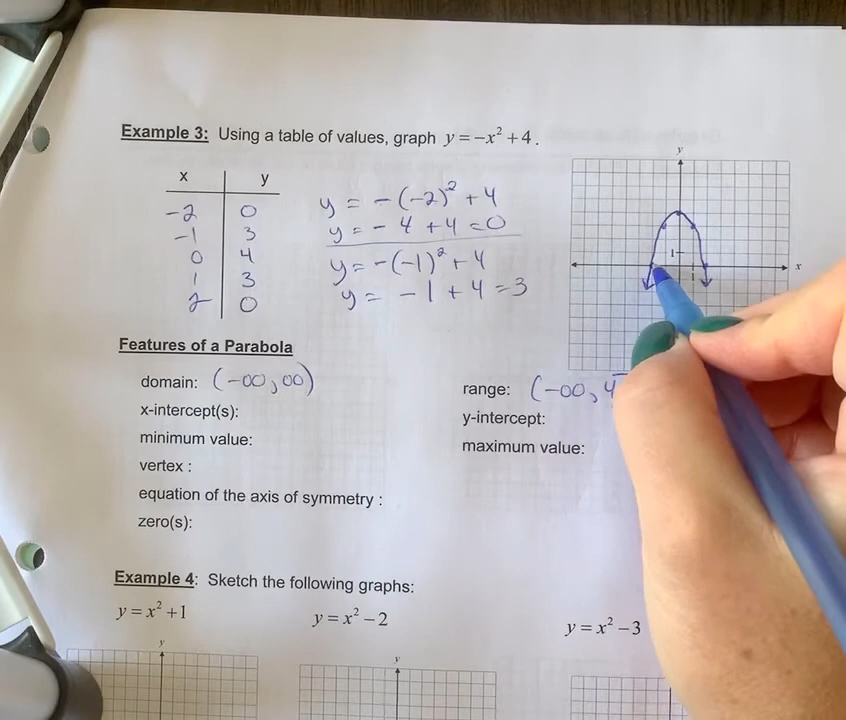 Example 3: Using a table of values, graph y = −x² + 4.
x y
-2 0
-1 3
0 4
1 3
2 0
y = -(-2)² + 4
y = - 4 + 4 = 0
y = -(-1)² + 4
y = - 1 + 4 = 3
y
1
1
x
Features of a Parabola
domain: (-∞, ∞)
range: (-∞, 4
x-intercept(s):
y-intercept:
minimum value:
maximum value:
vertex :
equation of the axis of symmetry :
zero(s):
Example 4: Sketch the following graphs:
y = x² + 1
y = x² − 2
y = x² − 3
y
y